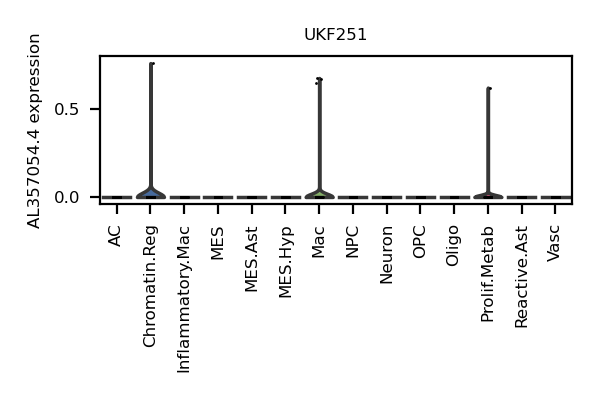 UKF251
AL357054.4 expression
0.5
0.0
AC
Chromatin.Reg
Inflammatory.Mac
MES
MES.Ast
MES.Hyp
Mac
NPC
Neuron
OPC
Oligo
Prolif.Metab
Reactive.Ast
Vasc